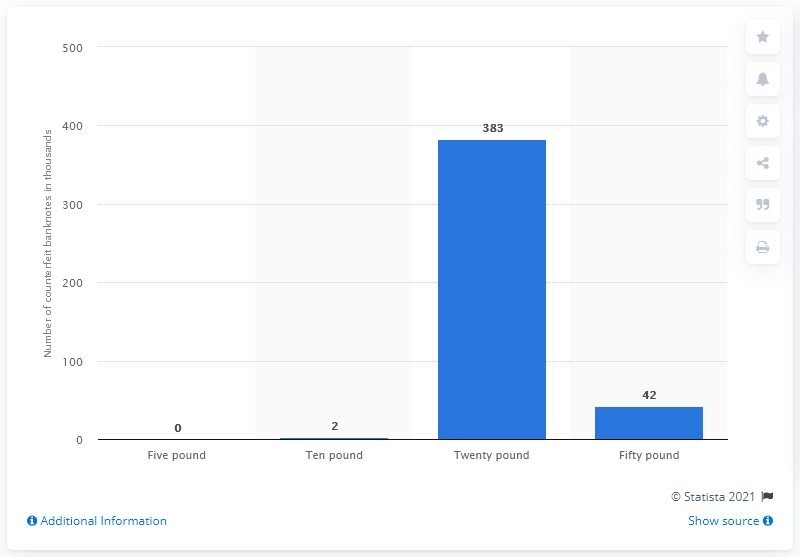 Number of counterfeit banknotes in thousands
500
400
300
200
100
0
0
2
383
42
Five pound
Ten pound
Twenty pound
Fifty pound
© Statista 2021
Additional Information
Show source